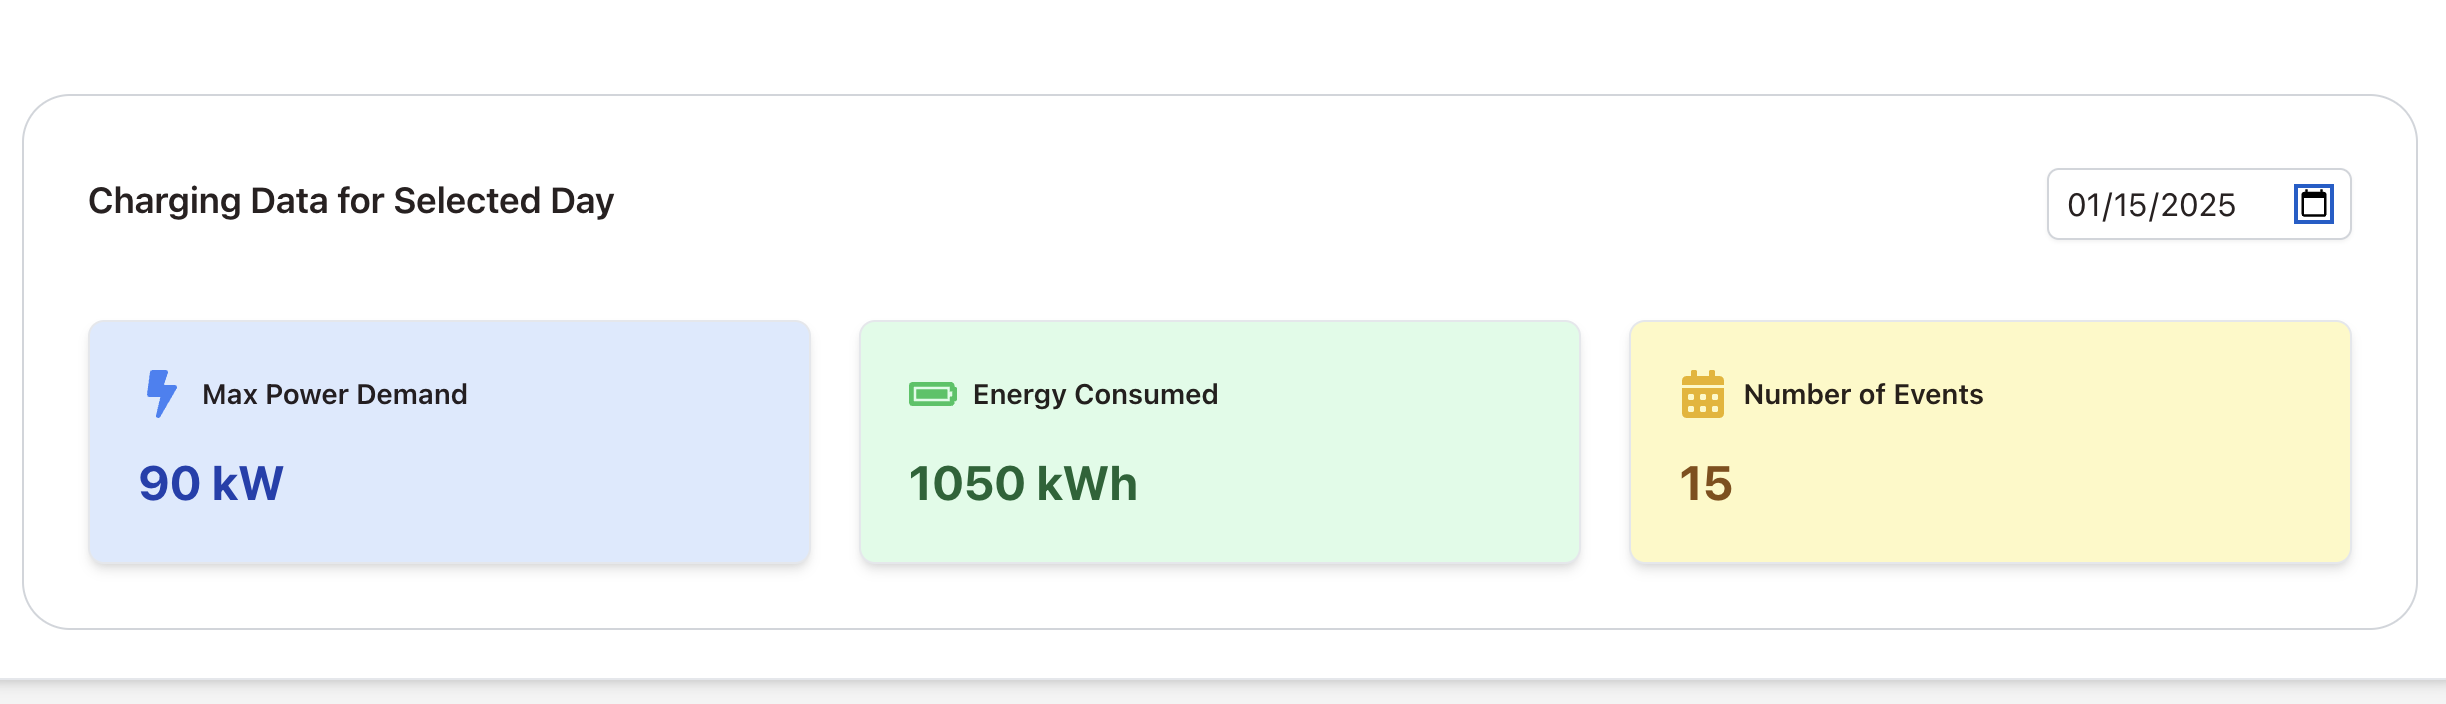 Charging Data for Selected Day
01/15/2025
Max Power Demand
90 kW
Energy Consumed
1050 kWh
Number of Events
15